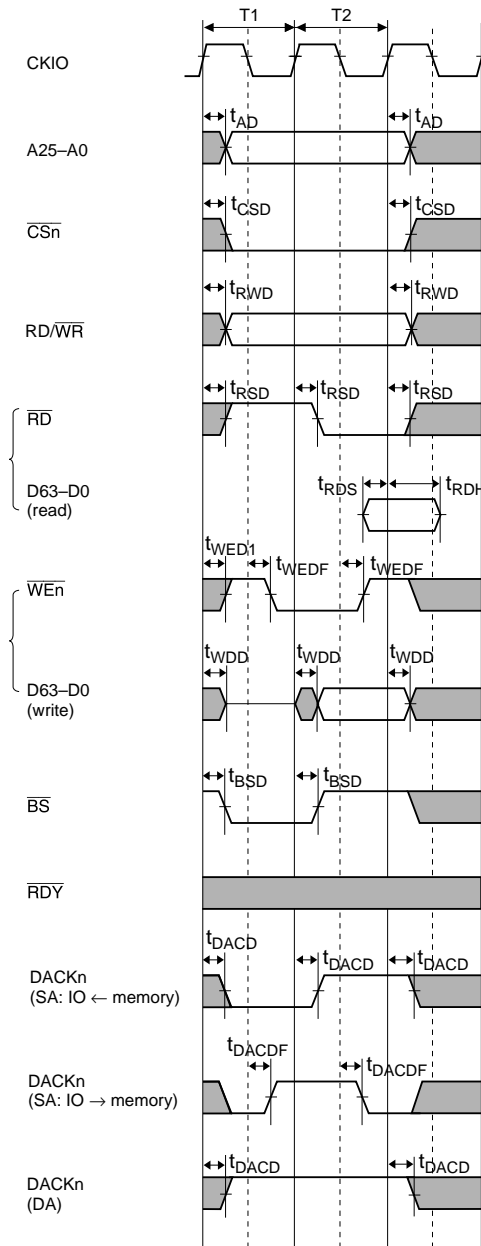 T1 T2
CKIO
tAD tAD
A25–A0
tCSD tCSD
CSn
tRWD tRWD
RD/WR
tRSD tRSD tRSD
RD
tRDS tRDH
D63–D0
(read)
tWED1 tWEDF tWEDF
WEn
tWDD tWDD tWDD
D63–D0
(write)
tBSD tBSD
BS
RDY
tDACD tDACD tDACD
DACKn
(SA: IO ← memory)
tDACDF tDACDF
DACKn
(SA: IO → memory)
tDACD tDACD
DACKn
(DA)